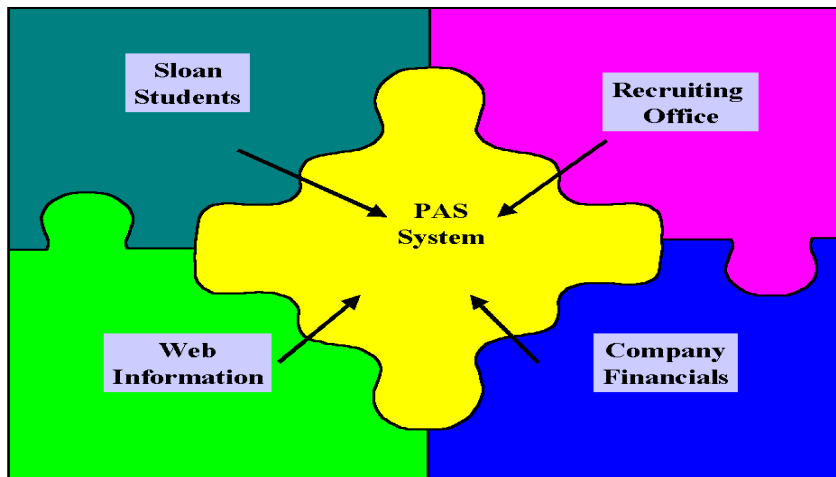 Sloan
Students
Recruiting
Office
PAS
System
Web
Information
Company
Financials